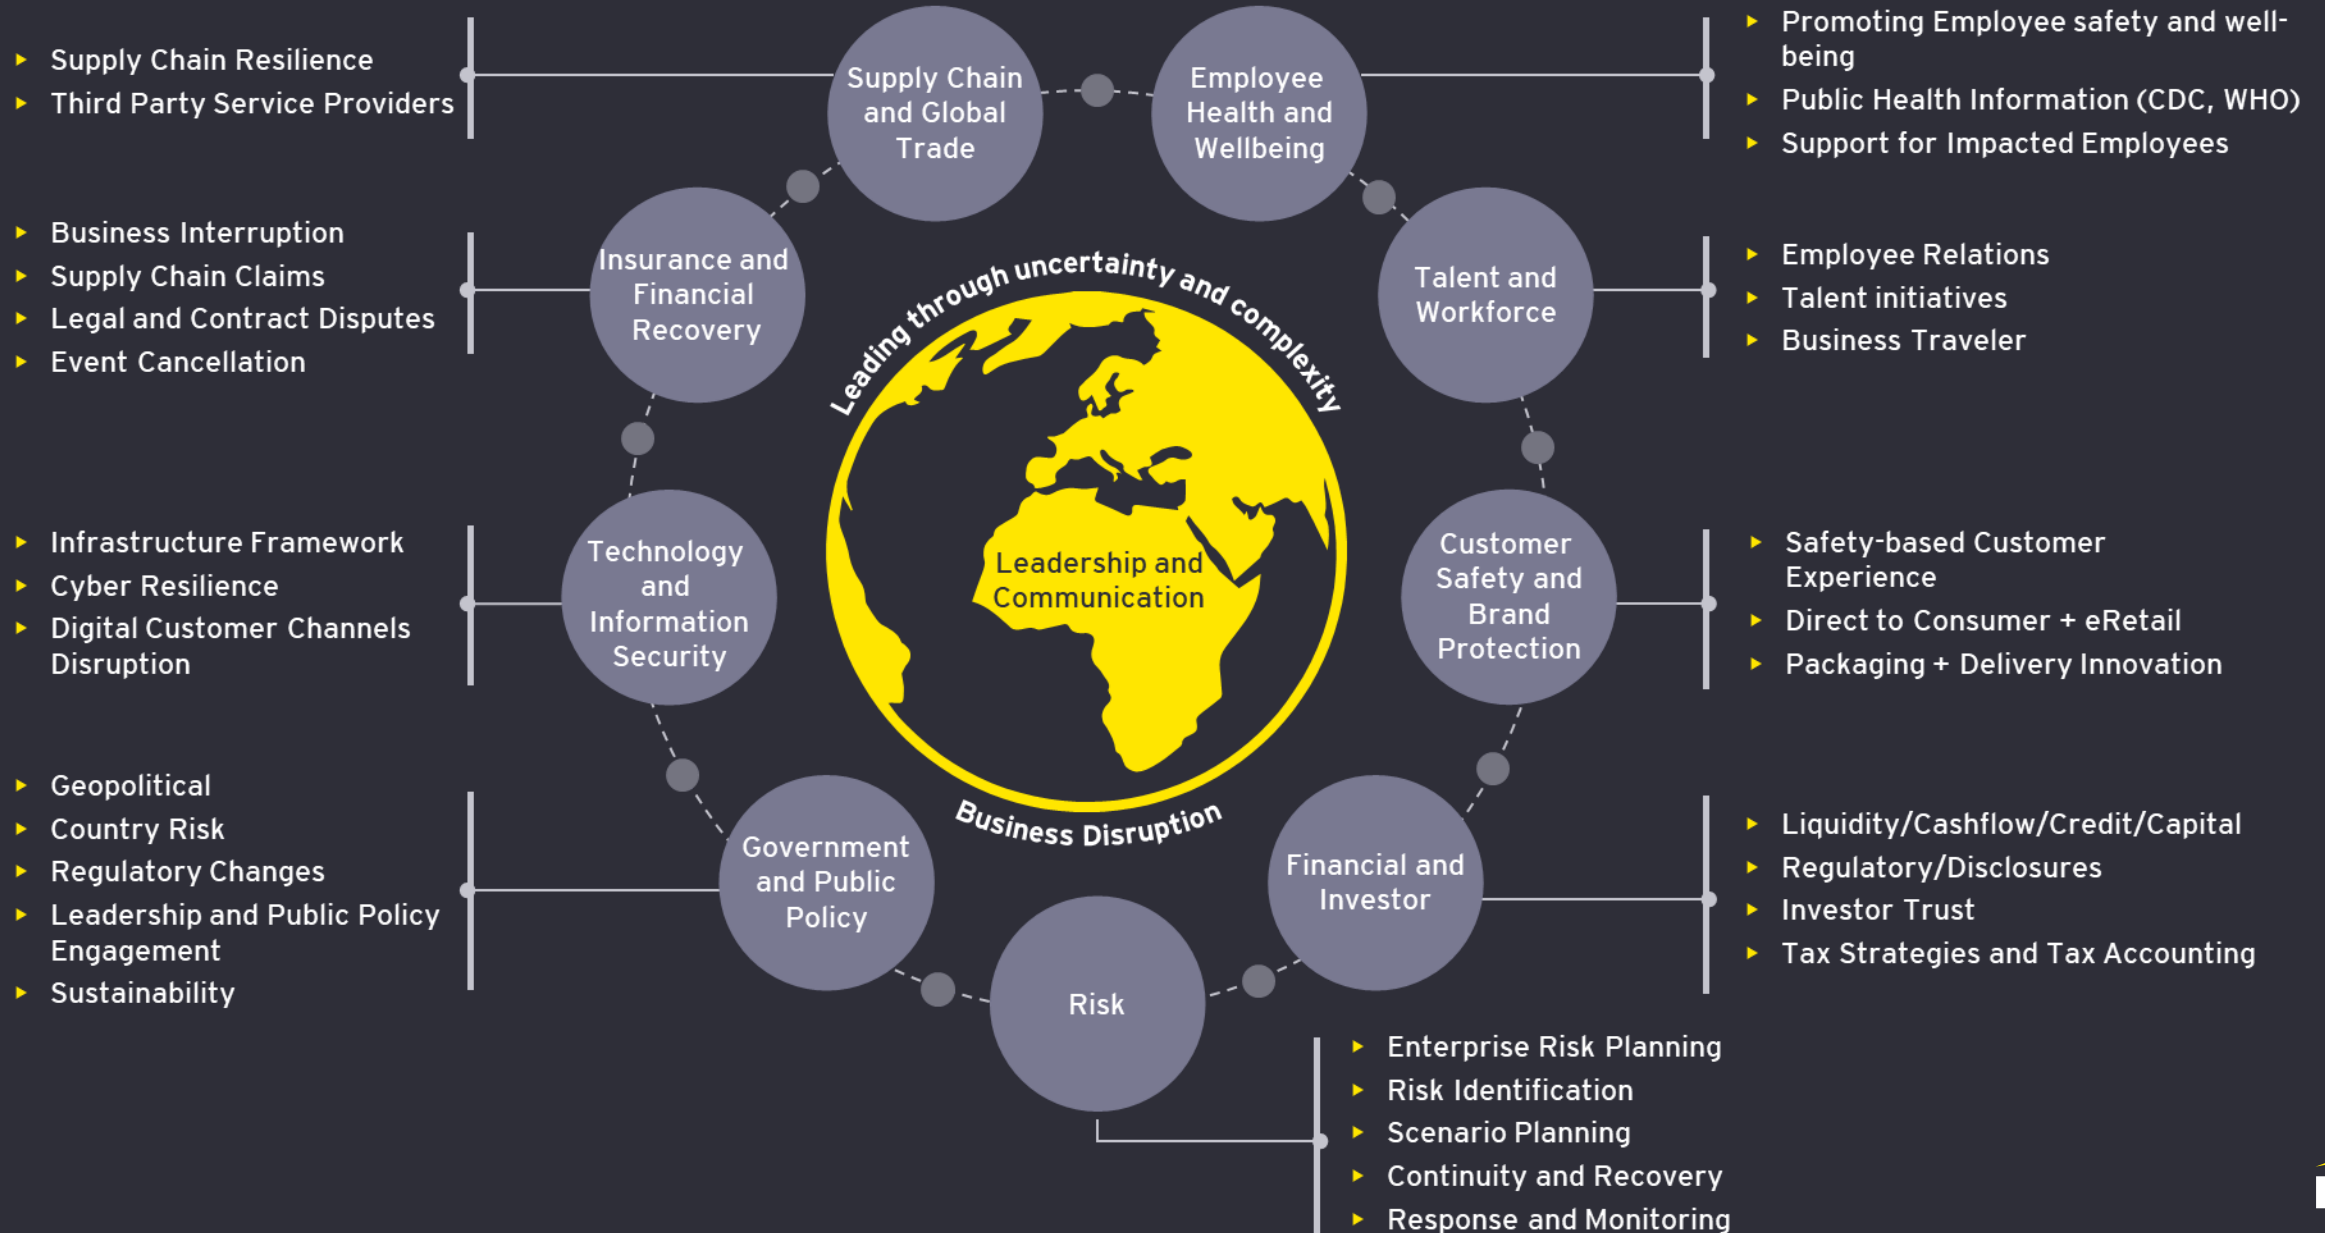 Supply Chain Resilience
Third Party Service Providers
Supply Chain
and Global
Trade
Employee
Health and
Wellbeing
Promoting Employee safety and well-
being
Public Health Information (CDC, WHO)
Support for Impacted Employees
Business Interruption
Supply Chain Claims
Legal and Contract Disputes
Event Cancellation
Insurance and
Financial
Recovery
Leading through uncertainty and complexity
Talent and
Workforce
Employee Relations
Talent initiatives
Business Traveler
Infrastructure Framework
Cyber Resilience
Digital Customer Channels
Disruption
Technology
and
Information
Security
Leadership and
Communication
Customer
Safety and
Brand
Protection
Safety-based Customer
Experience
Direct to Consumer + eRetail
Packaging + Delivery Innovation
Geopolitical
Country Risk
Regulatory Changes
Leadership and Public Policy
Engagement
Sustainability
Government
and Public
Policy
Business Disruption
Financial and
Investor
Liquidity/Cashflow/Credit/Capital
Regulatory/Disclosures
Investor Trust
Tax Strategies and Tax Accounting
Risk
Enterprise Risk Planning
Risk Identification
Scenario Planning
Continuity and Recovery
Response and Monitoring